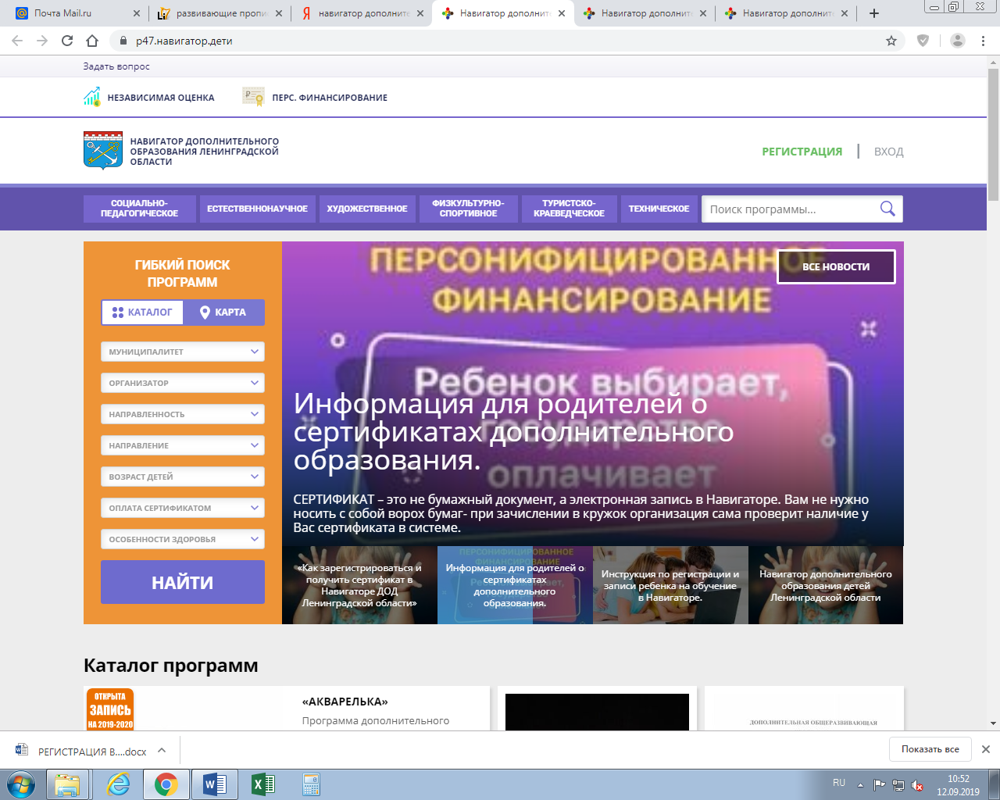 Почта Mail.ru
развивающие пропи
навигатор дополните
Навигатор дополнит
Навигатор дополнит
Навигатор дополнит
р47.навигатор.дети
Задать вопрос
НЕЗАВИСИМАЯ ОЦЕНКА
ПЕРС. ФИНАНСИРОВАНИЕ
НАВИГАТОР ДОПОЛНИТЕЛЬНОГО
ОБРАЗОВАНИЯ ЛЕНИНГРАДСКОЙ
ОБЛАСТИ
РЕГИСТРАЦИЯ | ВХОД
СОЦИАЛЬНО-
ПЕДАГОГИЧЕСКОЕ
ЕСТЕСТВЕННОНАУЧНОЕ
ХУДОЖЕСТВЕННОЕ
ФИЗКУЛЬТУРНО-
СПОРТИВНОЕ
ТУРИСТСКО-
КРАЕВЕДЧЕСКОЕ
ТЕХНИЧЕСКОЕ
Поиск программы...
ГИБКИЙ ПОИСК
ПРОГРАММ
КАТАЛОГ
КАРТА
МУНИЦИПАЛИТЕТ
ОРГАНИЗАТОР
НАПРАВЛЕННОСТЬ
НАПРАВЛЕНИЕ
ВОЗРАСТ ДЕТЕЙ
ОПЛАТА СЕРТИФИКАТОМ
ОСОБЕННОСТИ ЗДОРОВЬЯ
НАЙТИ
ПЕРСОНИФИЦИРОВАННОЕ
ФИНАНСИРОВАНИЕ
ВСЕ НОВОСТИ
Ребенок выбирает,
государство
оплачивает
Информация для родителей о
сертификатах дополнительного
образования.
СЕРТИФИКАТ – это не бумажный документ, а электронная запись в Навигаторе. Вам не нужно
носить с собой ворох бумаг- при зачислении в кружок организация сама проверит наличие у
Вас сертификата в системе.
«Как зарегистрироваться и
получить сертификат в
Навигаторе ДОД
Ленинградской области»
ПЕРСОНИФИЦИРОВАННОЕ
ФИНАНСИРОВАНИЕ
Информация для родителей о
сертификатах
дополнительного
образования.
Инструкция по регистрации и
записи ребенка на обучение
в Навигаторе.
Навигатор дополнительного
образования детей
Ленинградской области
Каталог программ
ОТКРЫТА
ЗАПИСЬ
НА 2019-2020
«АКВАРЕЛЬКА»
Программа дополнительного
ДОПОЛНИТЕЛЬНАЯ ОБЩЕРАЗВИВАЮЩАЯ
РЕГИСТРАЦИЯ В....docx
Показать все
RU
10:52
12.09.2019